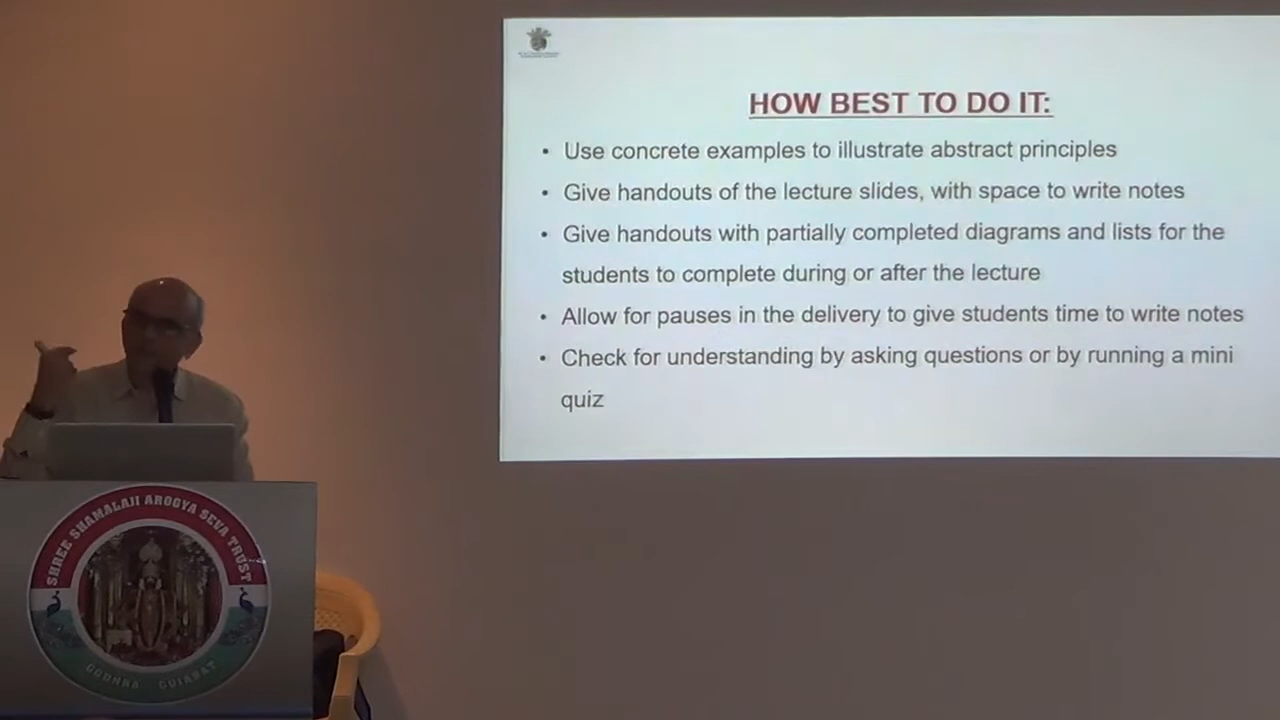 HOW BEST TO DO IT:
• Use concrete examples to illustrate abstract principles
• Give handouts of the lecture slides, with space to write notes
• Give handouts with partially completed diagrams and lists for the
students to complete during or after the lecture
• Allow for pauses in the delivery to give students time to write notes
• Check for understanding by asking questions or by running a mini
quiz
SHREE SHAMALAJI AROGYA SEVA TRUST
GODHRA GUJARAT